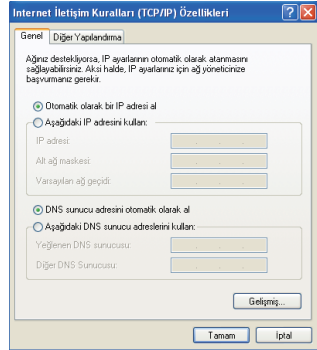 Internet İletişim Kuralları (TCP/IP) Özellikleri
Genel
Diğer Yapılandırma
Ağınız destekliyorsa, IP ayarlarının otomatik olarak atanmasını
sağlayabilirsiniz. Aksi halde, IP ayarlarınız için ağ yöneticinize
başvurmanız gerekir.
Otomatik olarak bir IP adresi al
Aşağıdaki IP adresini kullan:
IP adresi:
Alt ağ maskesi:
Varsayılan ağ geçidi:
DNS sunucu adresini otomatik olarak al
Aşağıdaki DNS sunucu adreslerini kullan:
Yeğlenen DNS sunucusu:
Diğer DNS Sunucusu:
Gelişmiş...
Tamam
İptal